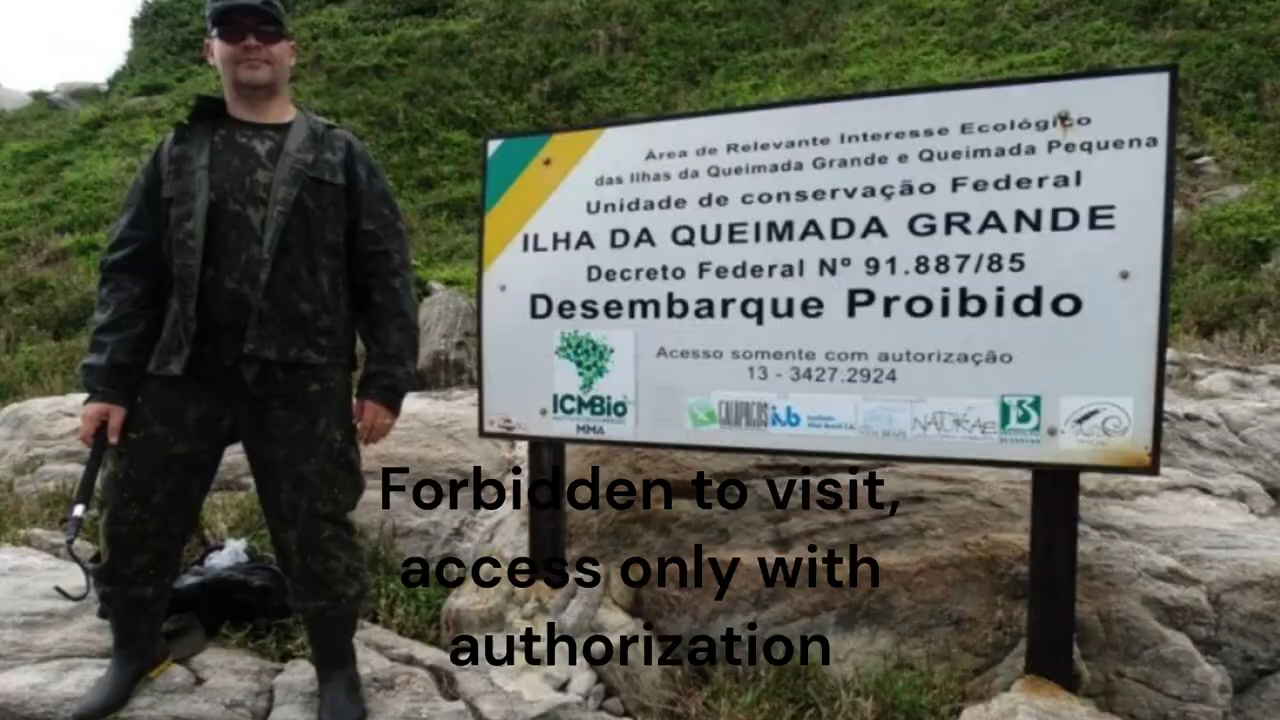 Área de Relevante Interesse Ecológico
das Ilhas da Queimada Grande e Queimada Pequena
Unidade de conservação Federal
ILHA DA QUEIMADA GRANDE
Decreto Federal Nº 91.887/85
Desembarque Proibido
Acesso somente com autorização
13 - 3427.2924
ICMBio
MMA
GALAPAGOS
NATURAE
Forbidden to visit,
access only with
authorization